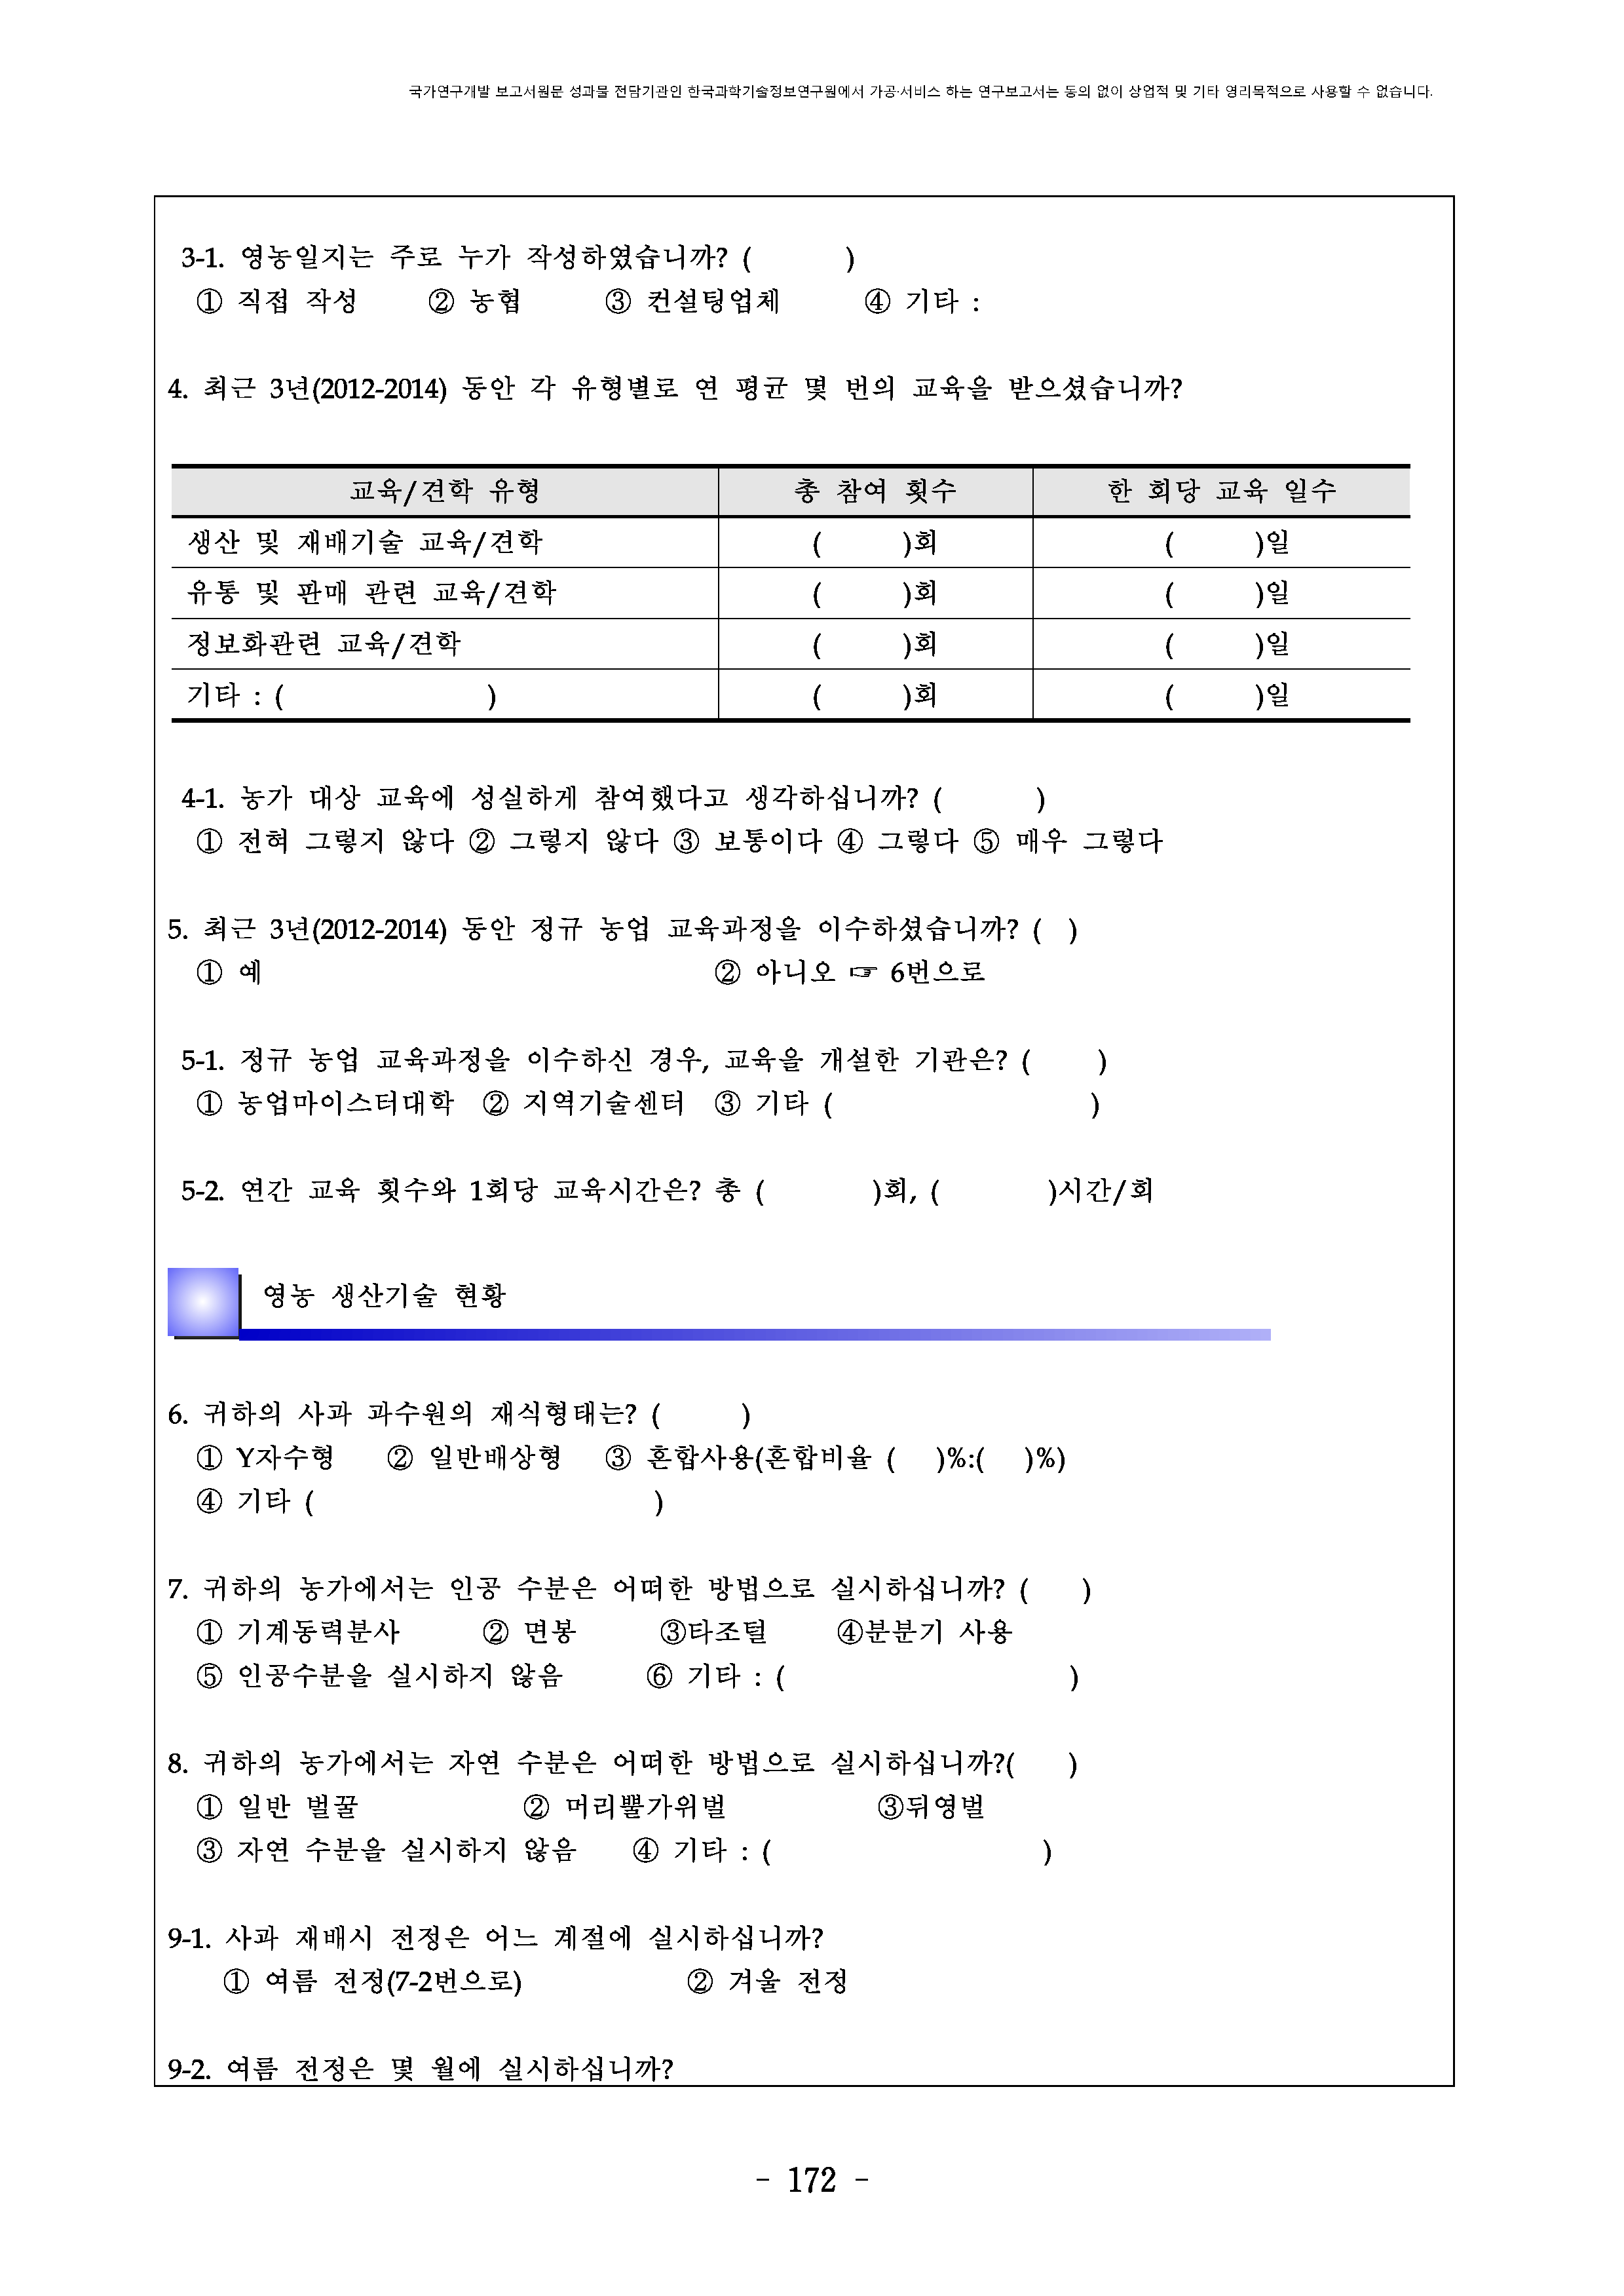 국가연구개발 보고서원문 성과물 전담기관인 한국과학기술정보연구원에서 가공·서비스 하는 연구보고서는 동의 없이 상업적 및 기타 영리목적으로 사용할 수 없습니다.
3-1. 영농일지는 주로 누가 작성하였습니까? ( )
① 직접 작성 ② 농협 ③ 컨설팅업체 ④ 기타 :
4. 최근 3년(2012-2014) 동안 각 유형별로 연 평균 몇 번의 교육을 받으셨습니까?
교육/견학 유형 총 참여 횟수 한 회당 교육 일수
생산 및 재배기술 교육/견학 ( )회 ( )일
유통 및 판매 관련 교육/견학 ( )회 ( )일
정보화관련 교육/견학 ( )회 ( )일
기타 : ( ) ( )회 ( )일
4-1. 농가 대상 교육에 성실하게 참여했다고 생각하십니까? ( )
① 전혀 그렇지 않다 ② 그렇지 않다 ③ 보통이다 ④ 그렇다 ⑤ 매우 그렇다
5. 최근 3년(2012-2014) 동안 정규 농업 교육과정을 이수하셨습니까? ( )
① 예 ② 아니오 ☞ 6번으로
5-1. 정규 농업 교육과정을 이수하신 경우, 교육을 개설한 기관은? ( )
① 농업마이스터대학 ② 지역기술센터 ③ 기타 ( )
5-2. 연간 교육 횟수와 1회당 교육시간은? 총 ( )회, ( )시간/회
영농 생산기술 현황
6. 귀하의 사과 과수원의 재식형태는? ( )
① Y자수형 ② 일반배상형 ③ 혼합사용(혼합비율 ( )%:( )%)
④ 기타 ( )
7. 귀하의 농가에서는 인공 수분은 어떠한 방법으로 실시하십니까? ( )
① 기계동력분사 ② 면봉 ③타조털 ④분분기 사용
⑤ 인공수분을 실시하지 않음 ⑥ 기타 : ( )
8. 귀하의 농가에서는 자연 수분은 어떠한 방법으로 실시하십니까?( )
① 일반 벌꿀 ② 머리뿔가위벌 ③뒤영벌
③ 자연 수분을 실시하지 않음 ④ 기타 : ( )
9-1. 사과 재배시 전정은 어느 계절에 실시하십니까?
① 여름 전정(7-2번으로) ② 겨울 전정
9-2. 여름 전정은 몇 월에 실시하십니까?
- 172 -